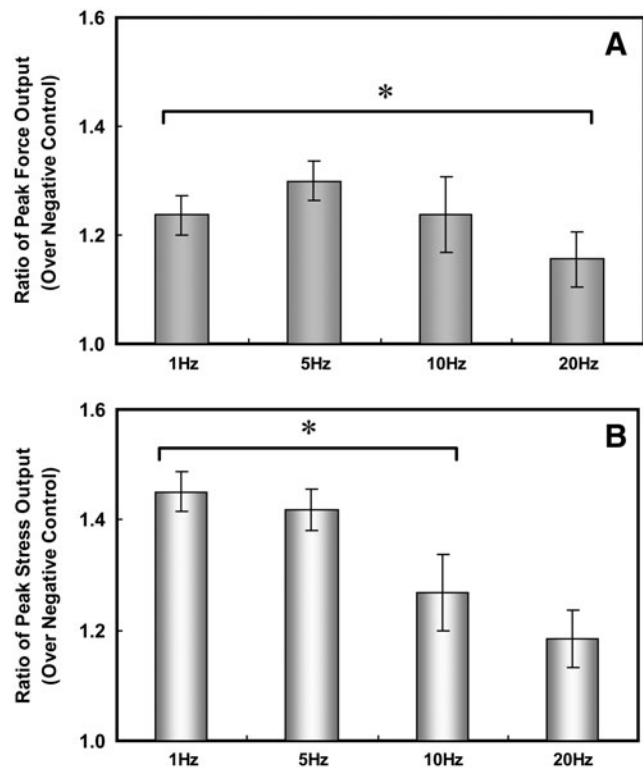 A
Ratio of Peak Force Output
(Over Negative Control)
1.6
1.4
1.2
1.0
*
1Hz 5Hz 10Hz 20Hz
B
Ratio of Peak Stress Output
(Over Negative Control)
1.6
1.4
1.2
1.0
*
1Hz 5Hz 10Hz 20Hz